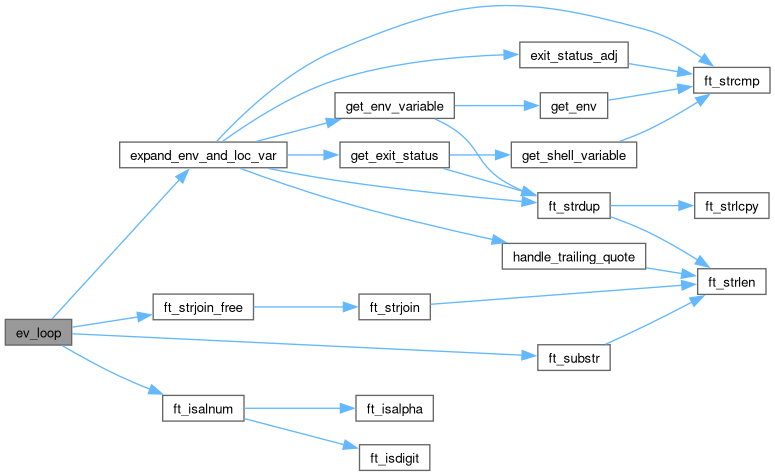 ev_loop
expand_env_and_loc_var
ft_strjoin_free
ft_isalnum
get_env_variable
get_exit_status
ft_strjoin
ft_isalpha
ft_isdigit
exit_status_adj
get_env
get_shell_variable
ft_strdup
handle_trailing_quote
ft_substr
ft_strcmp
ft_strlcpy
ft_strlen